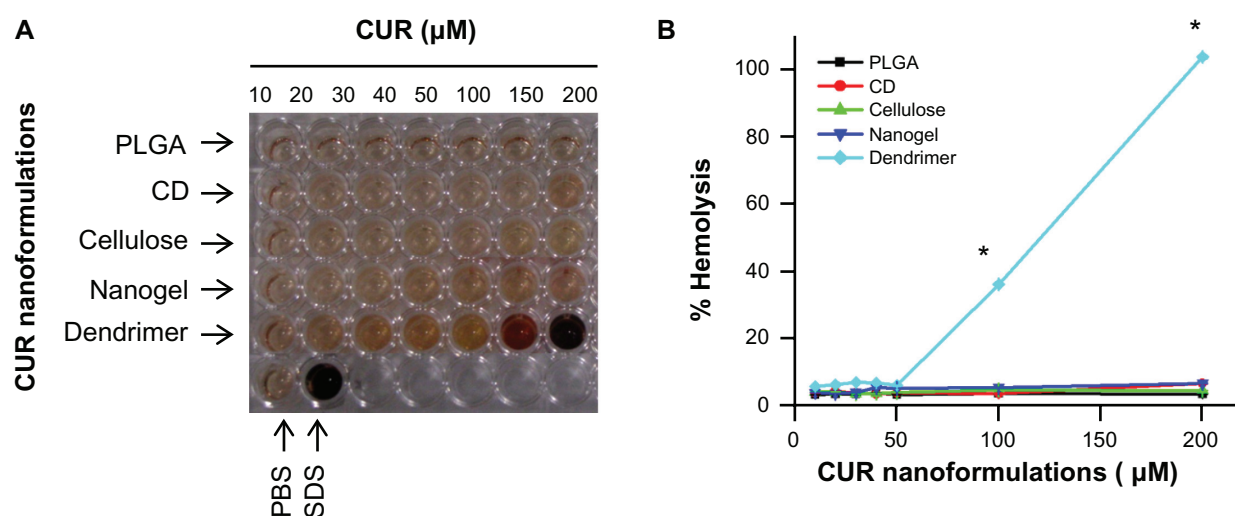 A
CUR (µM)
10 20 30 40 50 100 150 200
CUR nanoformulations
PLGA
CD
Cellulose
Nanogel
Dendrimer
PBS
SDS
B
% Hemolysis
100
80
60
40
20
0
PLGA
CD
Cellulose
Nanogel
Dendrimer
*
*
0 50 100 150 200
CUR nanoformulations ( µM)